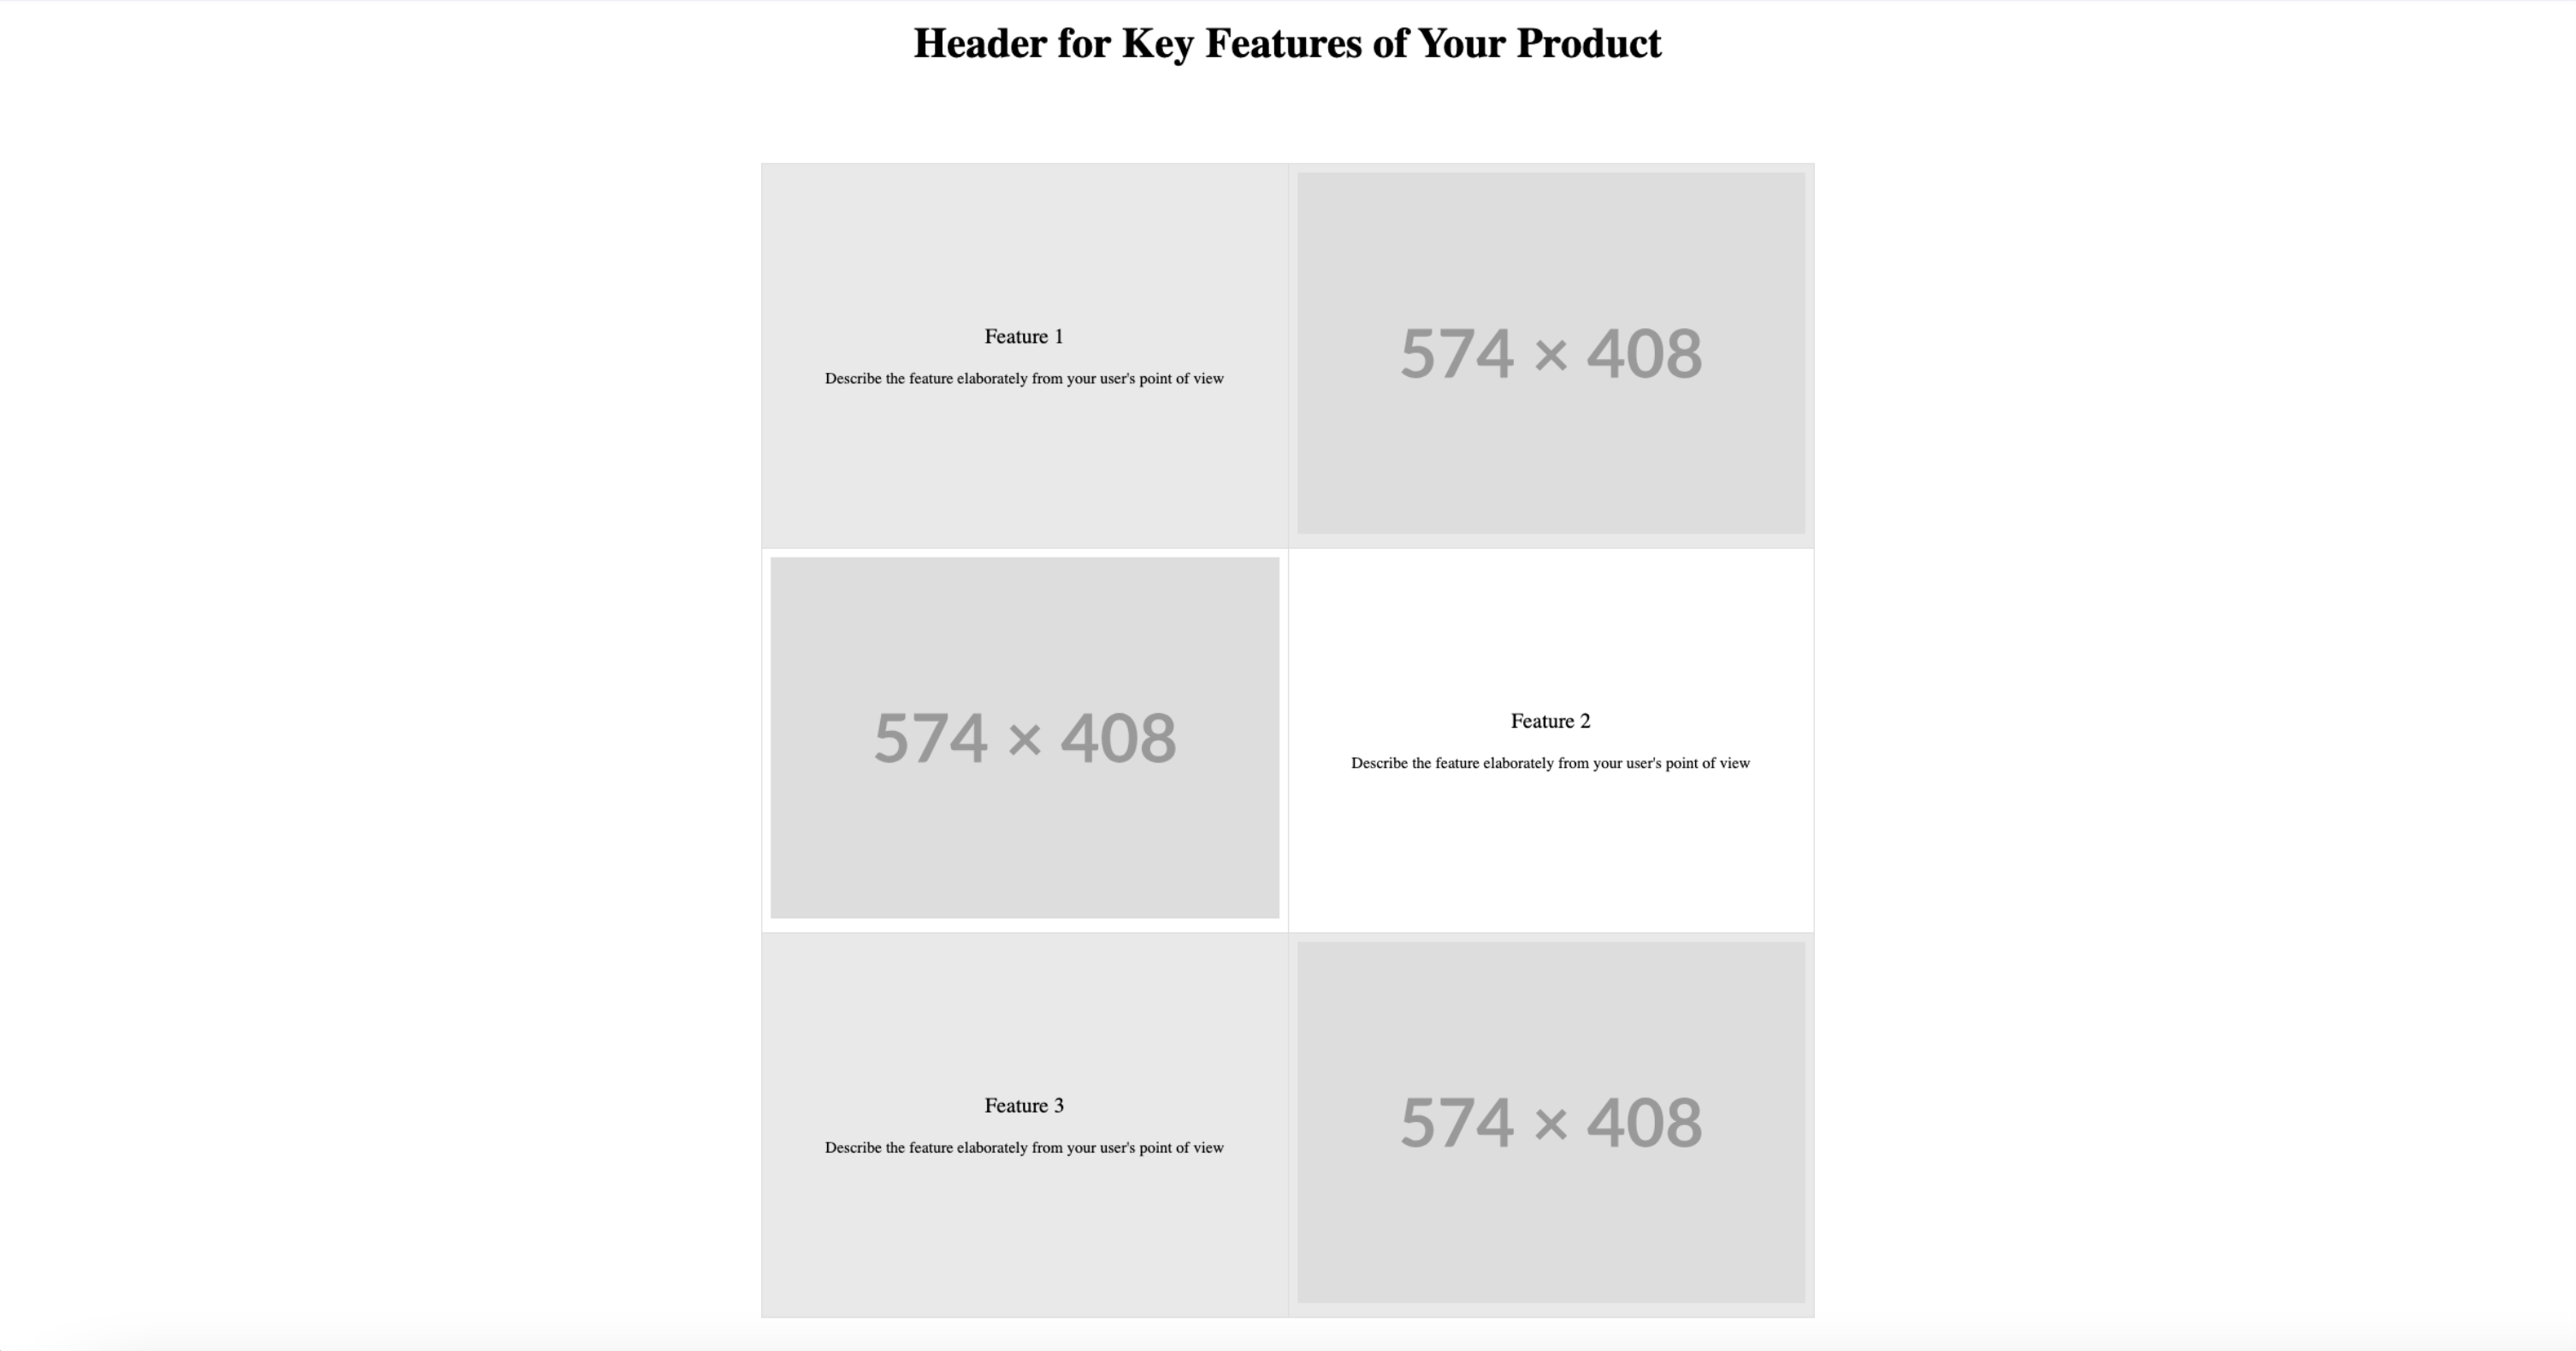 Header for Key Features of Your Product
Feature 1
Describe the feature elaborately from your user's point of view
574 × 408
574 × 408
Feature 2
Describe the feature elaborately from your user's point of view
Feature 3
Describe the feature elaborately from your user's point of view
574 × 408